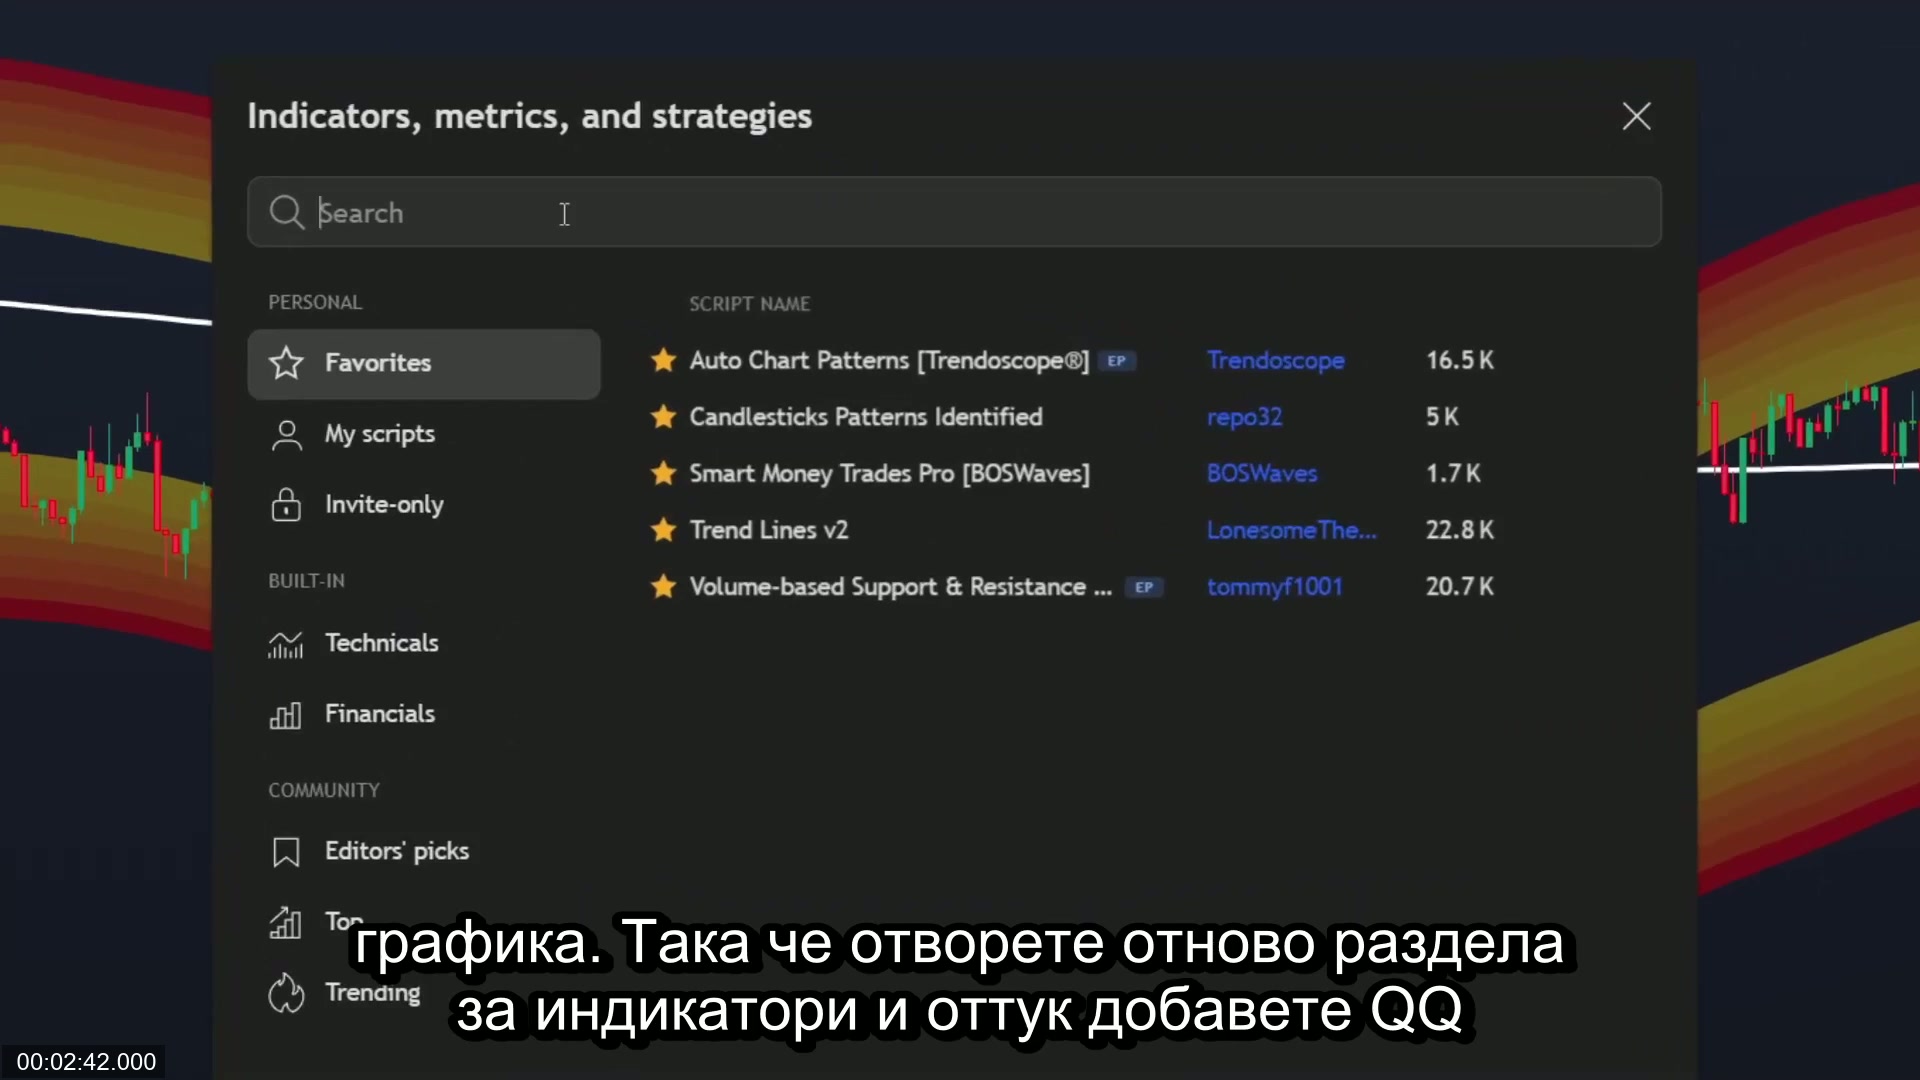 Indicators, metrics, and strategies
Search
PERSONAL
Favorites
My scripts
Invite-only
BUILT-IN
Technicals
Financials
COMMUNITY
Editors' picks
Top
Trending
SCRIPT NAME
Auto Chart Patterns [Trendoscope®] EP Trendoscope 16.5 K
Candlesticks Patterns Identified repo32 5 K
Smart Money Trades Pro [BOSWaves] BOSWaves 1.7 K
Trend Lines v2 LonesomeThe... 22.8 K
Volume-based Support & Resistance ... EP tommyf1001 20.7 K
графика. Така че отворете отново раздела
за индикатори и оттук добавете QQ
00:02:42.000